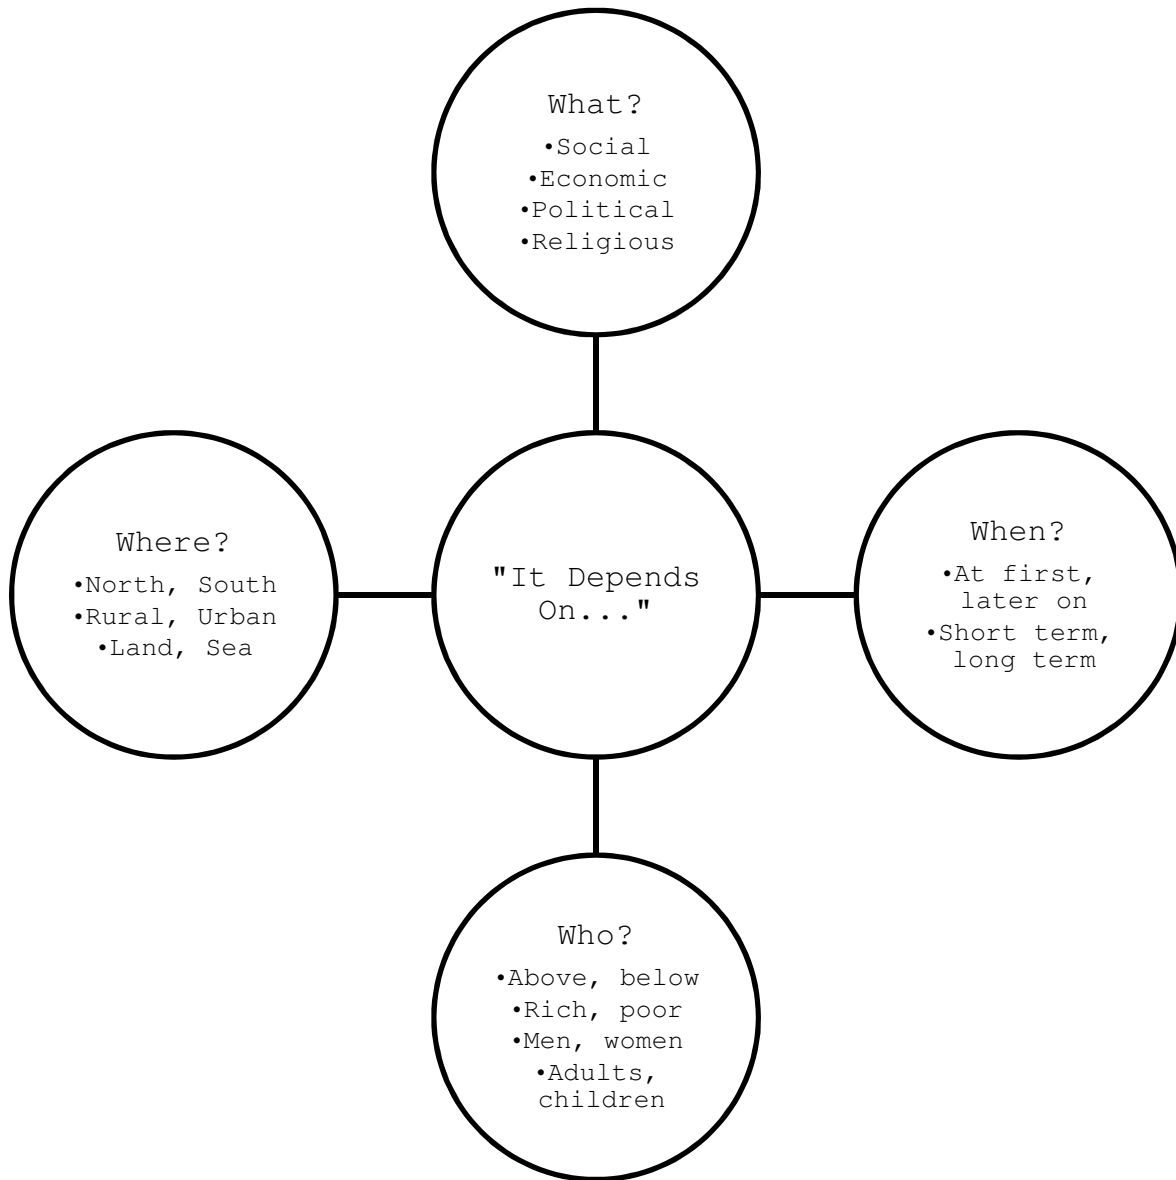 What?
•Social
•Economic
•Political
•Religious
Where?
•North, South
•Rural, Urban
•Land, Sea
"It Depends
On..."
When?
•At first,
later on
•Short term,
long term
Who?
•Above, below
•Rich, poor
•Men, women
•Adults,
children